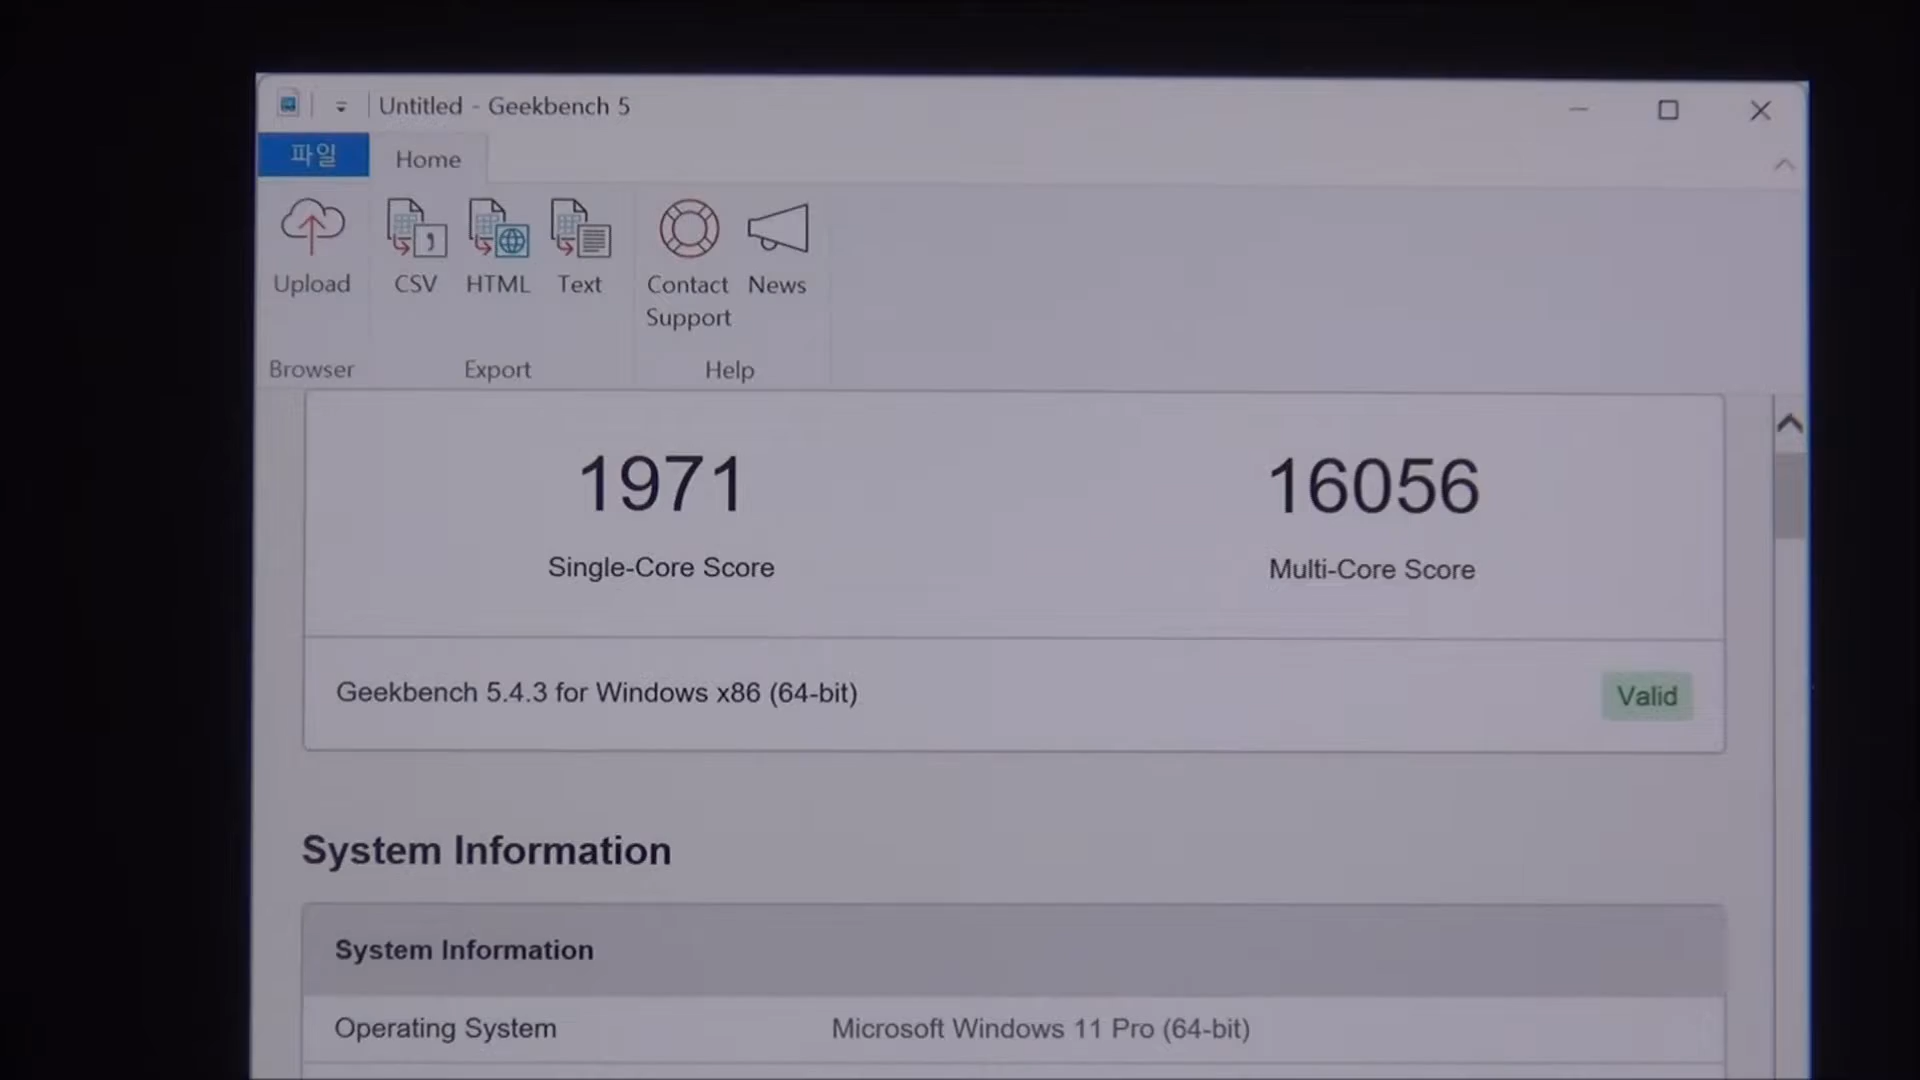 Untitled - Geekbench 5
파일
Home
Upload
CSV
HTML
Text
Contact
Support
News
Browser
Export
Help
1971
16056
Single-Core Score
Multi-Core Score
Geekbench 5.4.3 for Windows x86 (64-bit)
Valid
System Information
System Information
Operating System
Microsoft Windows 11 Pro (64-bit)